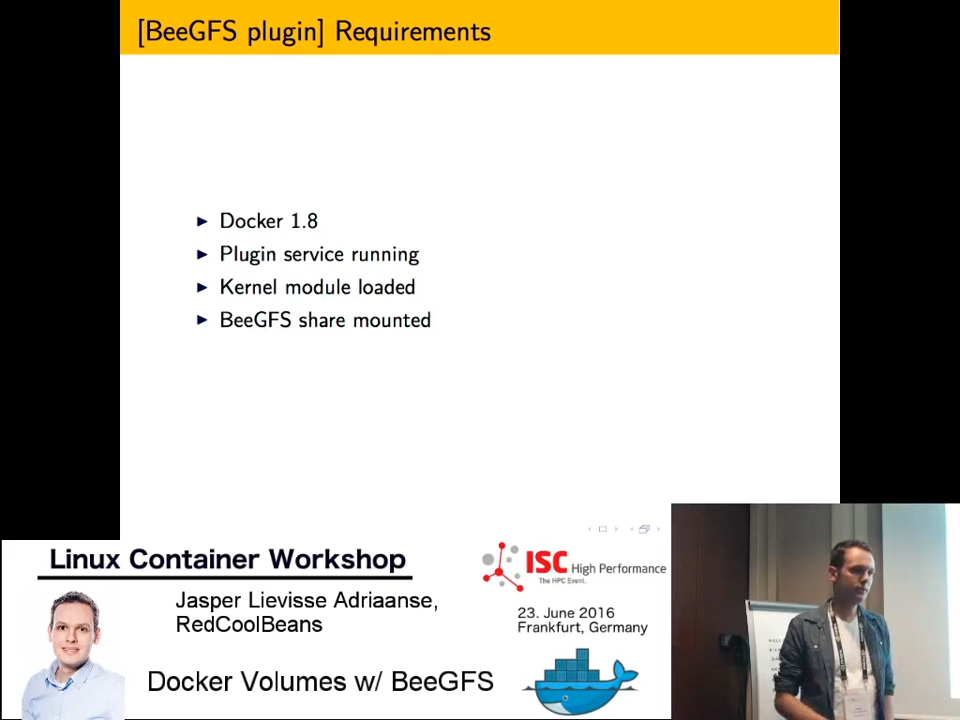 [BeeGFS plugin] Requirements
Docker 1.8
Plugin service running
Kernel module loaded
BeeGFS share mounted
Linux Container Workshop
Jasper Lievisse Adriaanse,
RedCoolBeans
Docker Volumes w/ BeeGFS
ISC High Performance
The HPC Event.
23. June 2016
Frankfurt, Germany